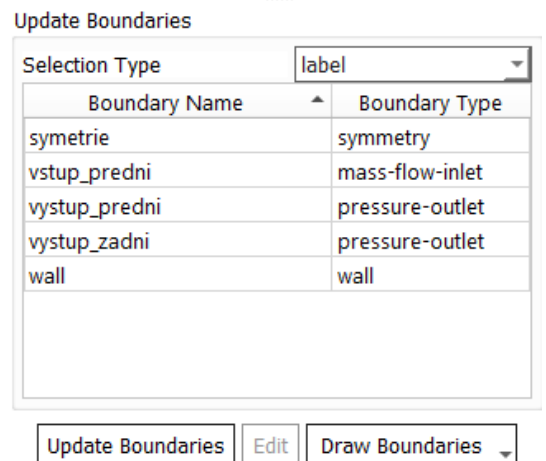 Update Boundaries
Selection Type label
Boundary Name Boundary Type
symetrie symmetry
vstup_predni mass-flow-inlet
vystup_predni pressure-outlet
vystup_zadni pressure-outlet
wall wall
Update Boundaries Edit Draw Boundaries